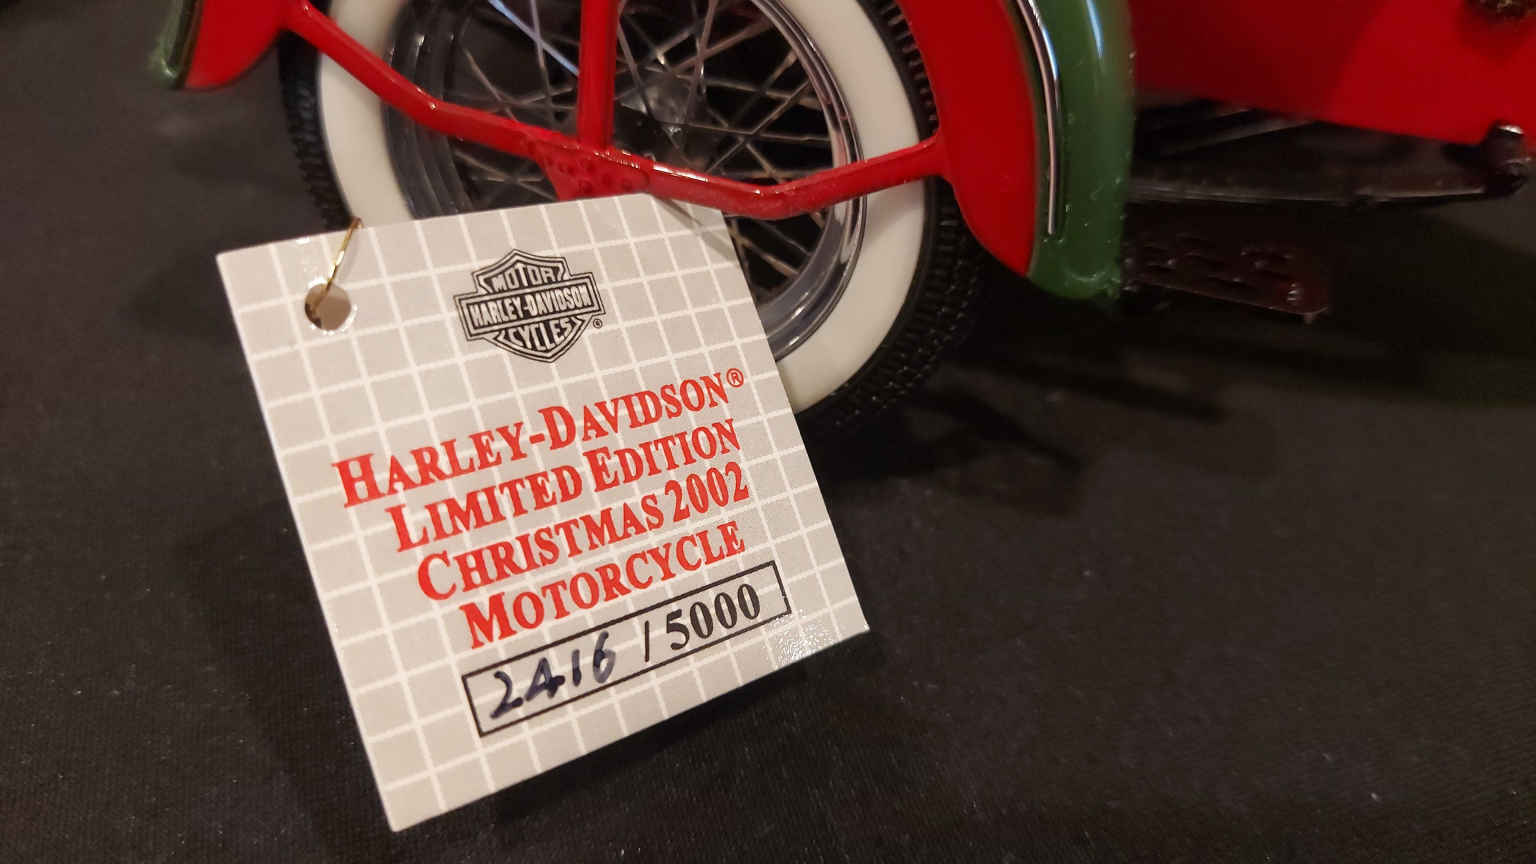 MOTOR
HARLEY-DAVIDSON
CYCLES®
HARLEY-DAVIDSON®
LIMITED EDITION
CHRISTMAS 2002
MOTORCYCLE
2416 / 5000